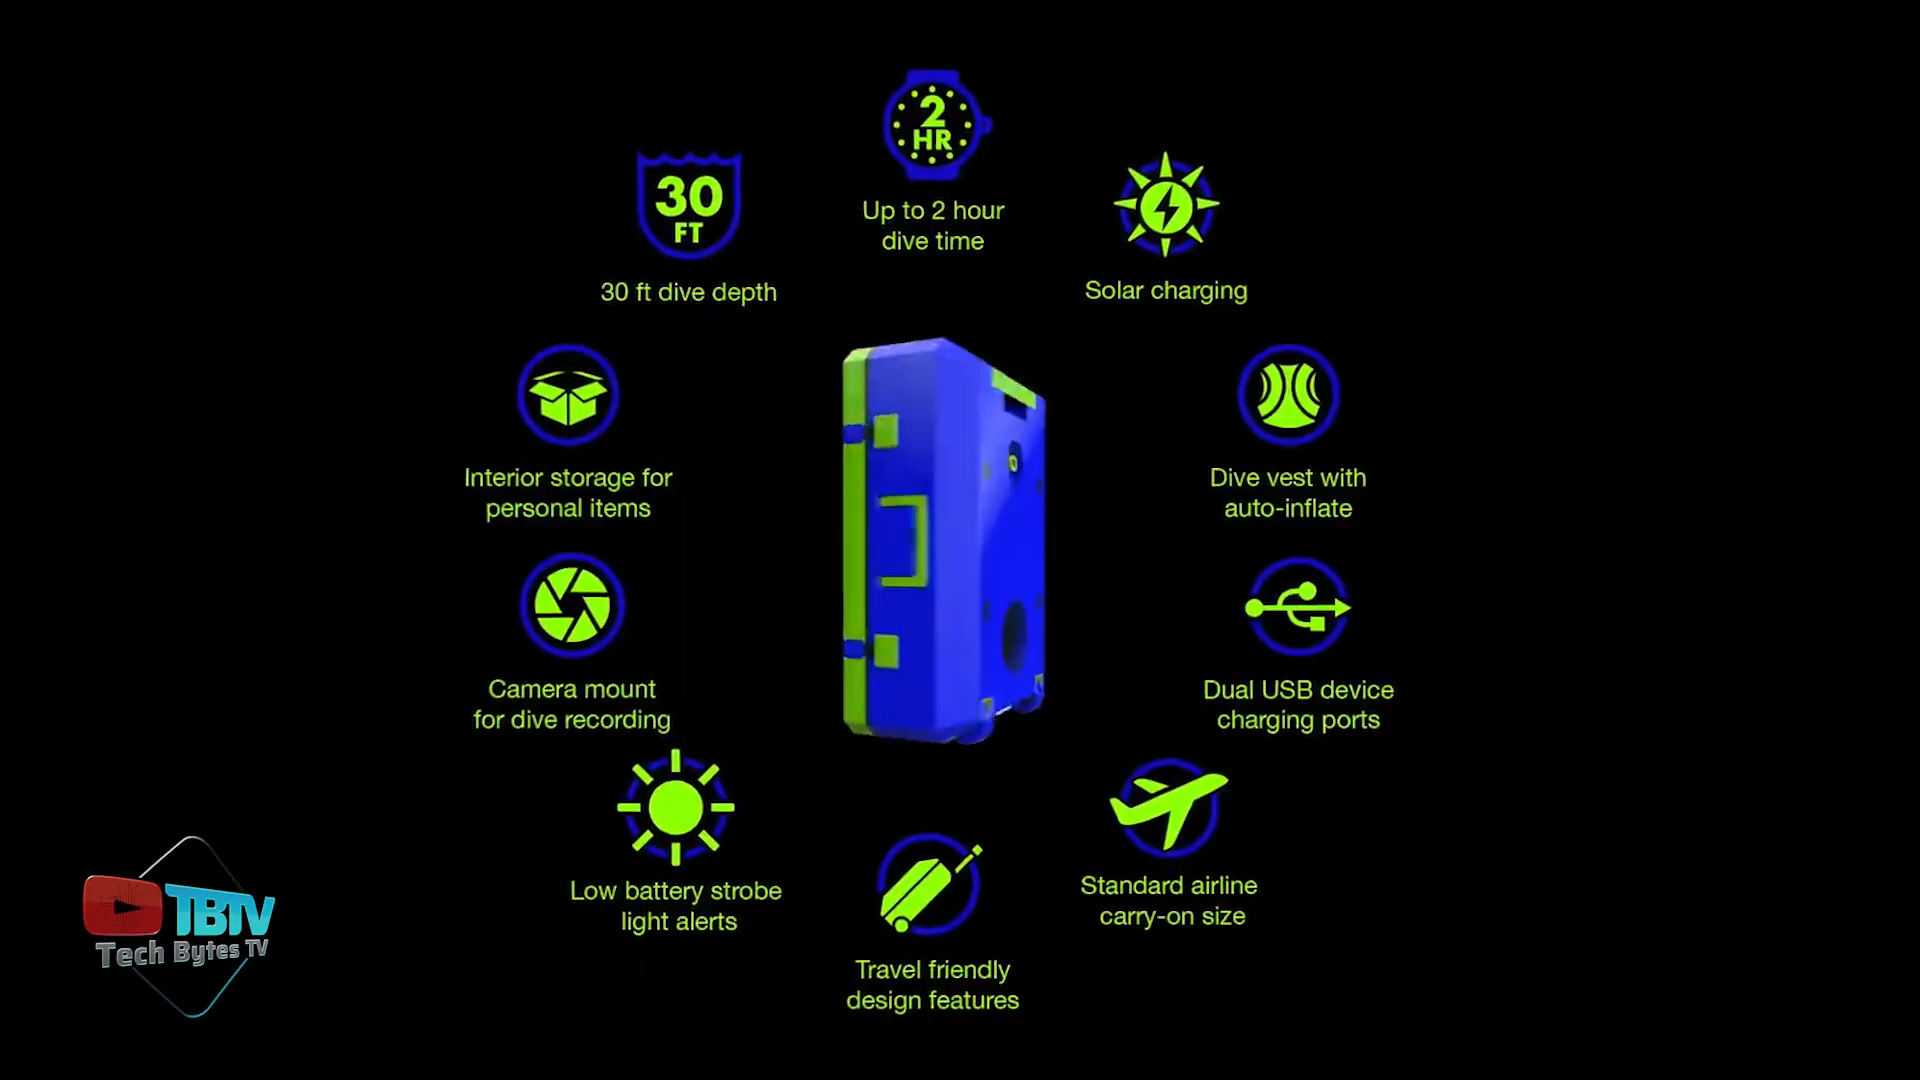 2
HR
Up to 2 hour
dive time
30
FT
30 ft dive depth
Solar charging
Interior storage for
personal items
Dive vest with
auto-inflate
Camera mount
for dive recording
Dual USB device
charging ports
Low battery strobe
light alerts
Standard airline
carry-on size
Travel friendly
design features
TBTV
Tech Bytes TV